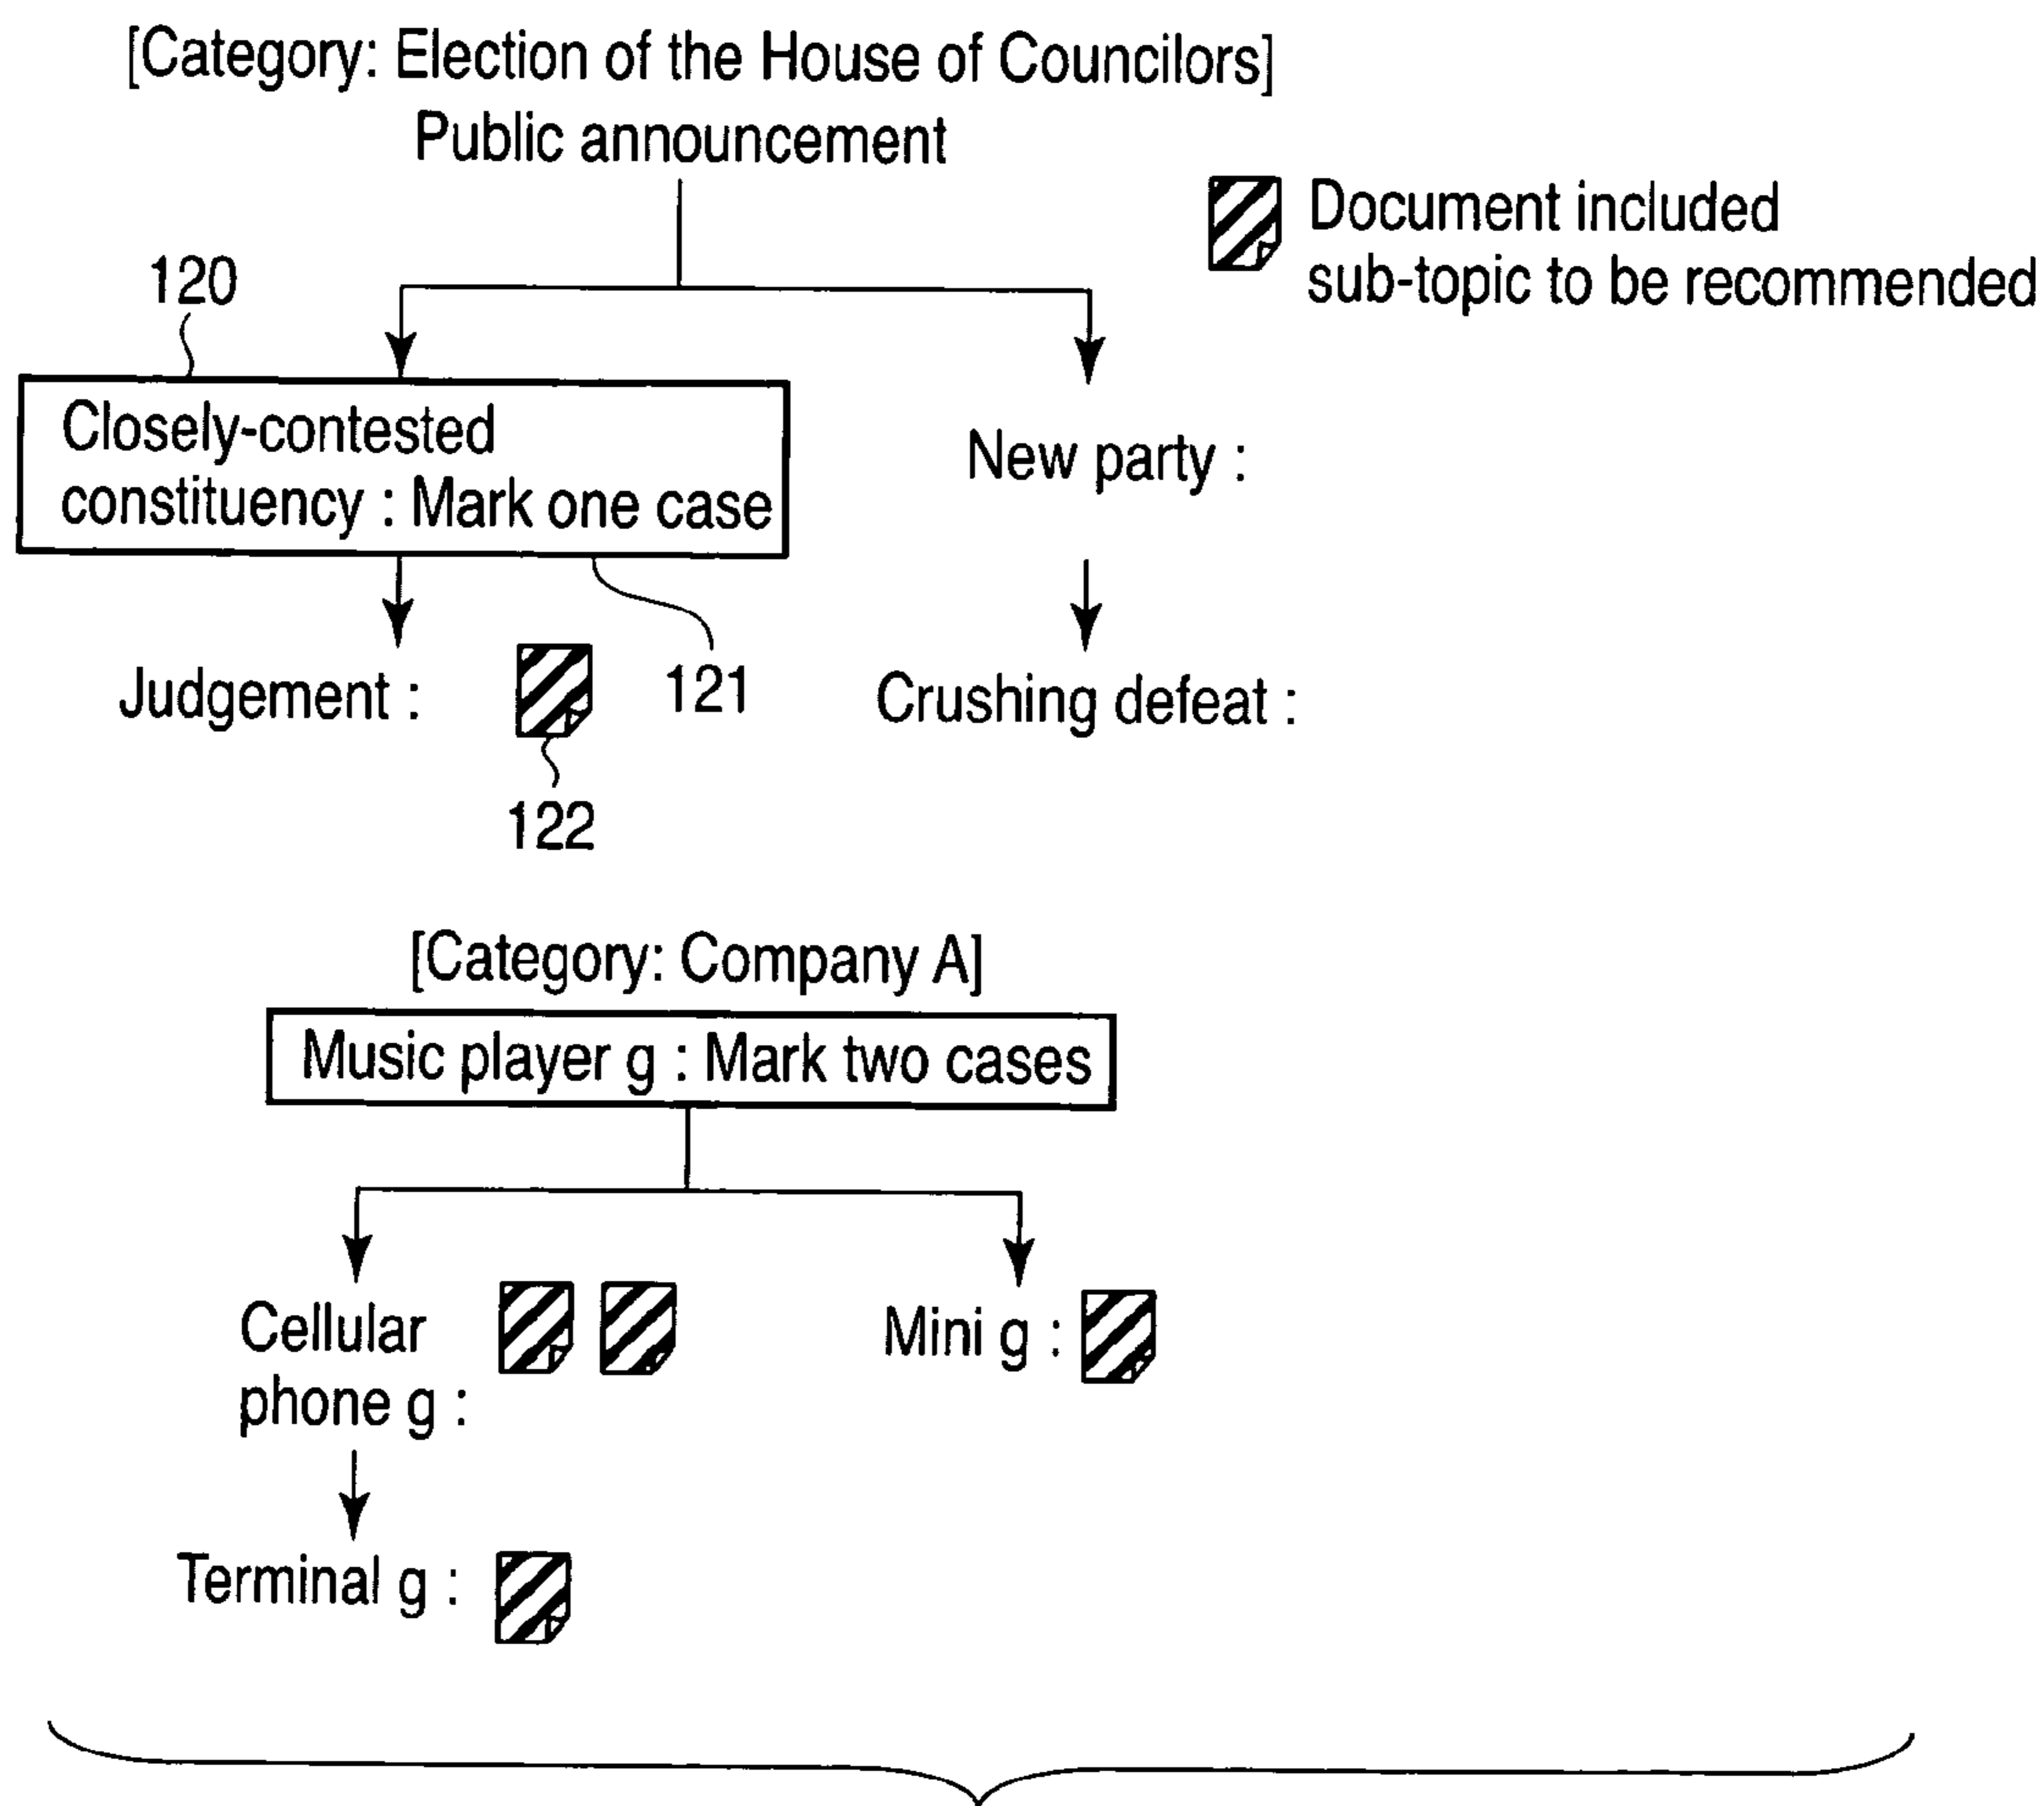 [Category: Election of the House of Councilors]
Public announcement
Document included
sub-topic to be recommended
120
Closely-contested
constituency : Mark one case
New party :
Judgement :
121
Crushing defeat :
122
[Category: Company A]
Music player g : Mark two cases
Cellular
phone g :
Mini g :
Terminal g :